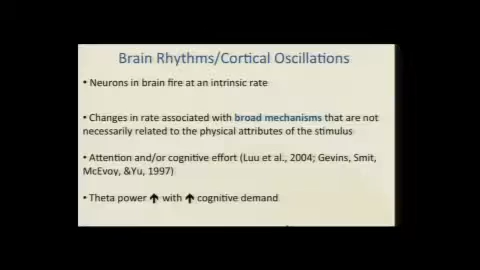 Brain Rhythms/Cortical Oscillations
• Neurons in brain fire at an intrinsic rate
• Changes in rate associated with broad mechanisms that are not
necessarily related to the physical attributes of the stimulus
• Attention and/or cognitive effort (Luu et al., 2004; Gevins, Smit,
McEvoy, &Yu, 1997)
• Theta power 🡅 with 🡅 cognitive demand